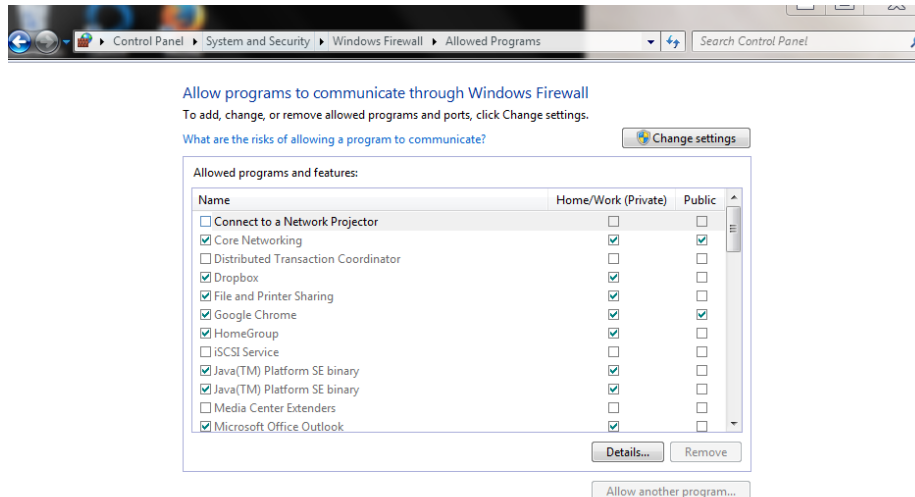 Control Panel ▸ System and Security ▸ Windows Firewall ▸ Allowed Programs
Search Control Panel
Allow programs to communicate through Windows Firewall
To add, change, or remove allowed programs and ports, click Change settings.
What are the risks of allowing a program to communicate?
Change settings
Allowed programs and features:
Name Home/Work (Private) Public
Connect to a Network Projector
Core Networking
Distributed Transaction Coordinator
Dropbox
File and Printer Sharing
Google Chrome
HomeGroup
iSCSI Service
Java(TM) Platform SE binary
Java(TM) Platform SE binary
Media Center Extenders
Microsoft Office Outlook
Details... Remove
Allow another program...